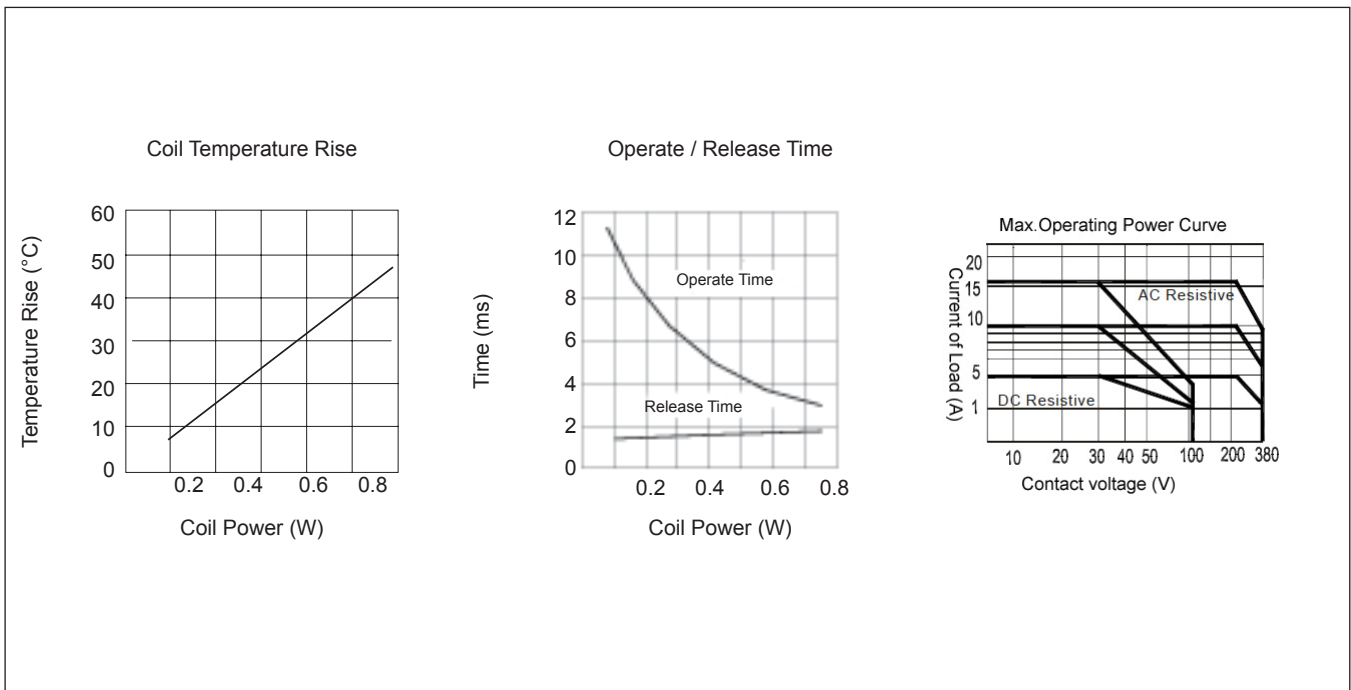 Coil Temperature Rise
Temperature Rise (°C)
60
50
40
30
20
10
0
0.2 0.4 0.6 0.8
Coil Power (W)
Operate / Release Time
Time (ms)
12
10
8
6
4
2
0
Operate Time
Release Time
0.2 0.4 0.6 0.8
Coil Power (W)
Max.Operating Power Curve
Current of Load (A)
20
15
10
5
1
AC Resistive
DC Resistive
10 20 30 40 50 100 200 380
Contact voltage (V)